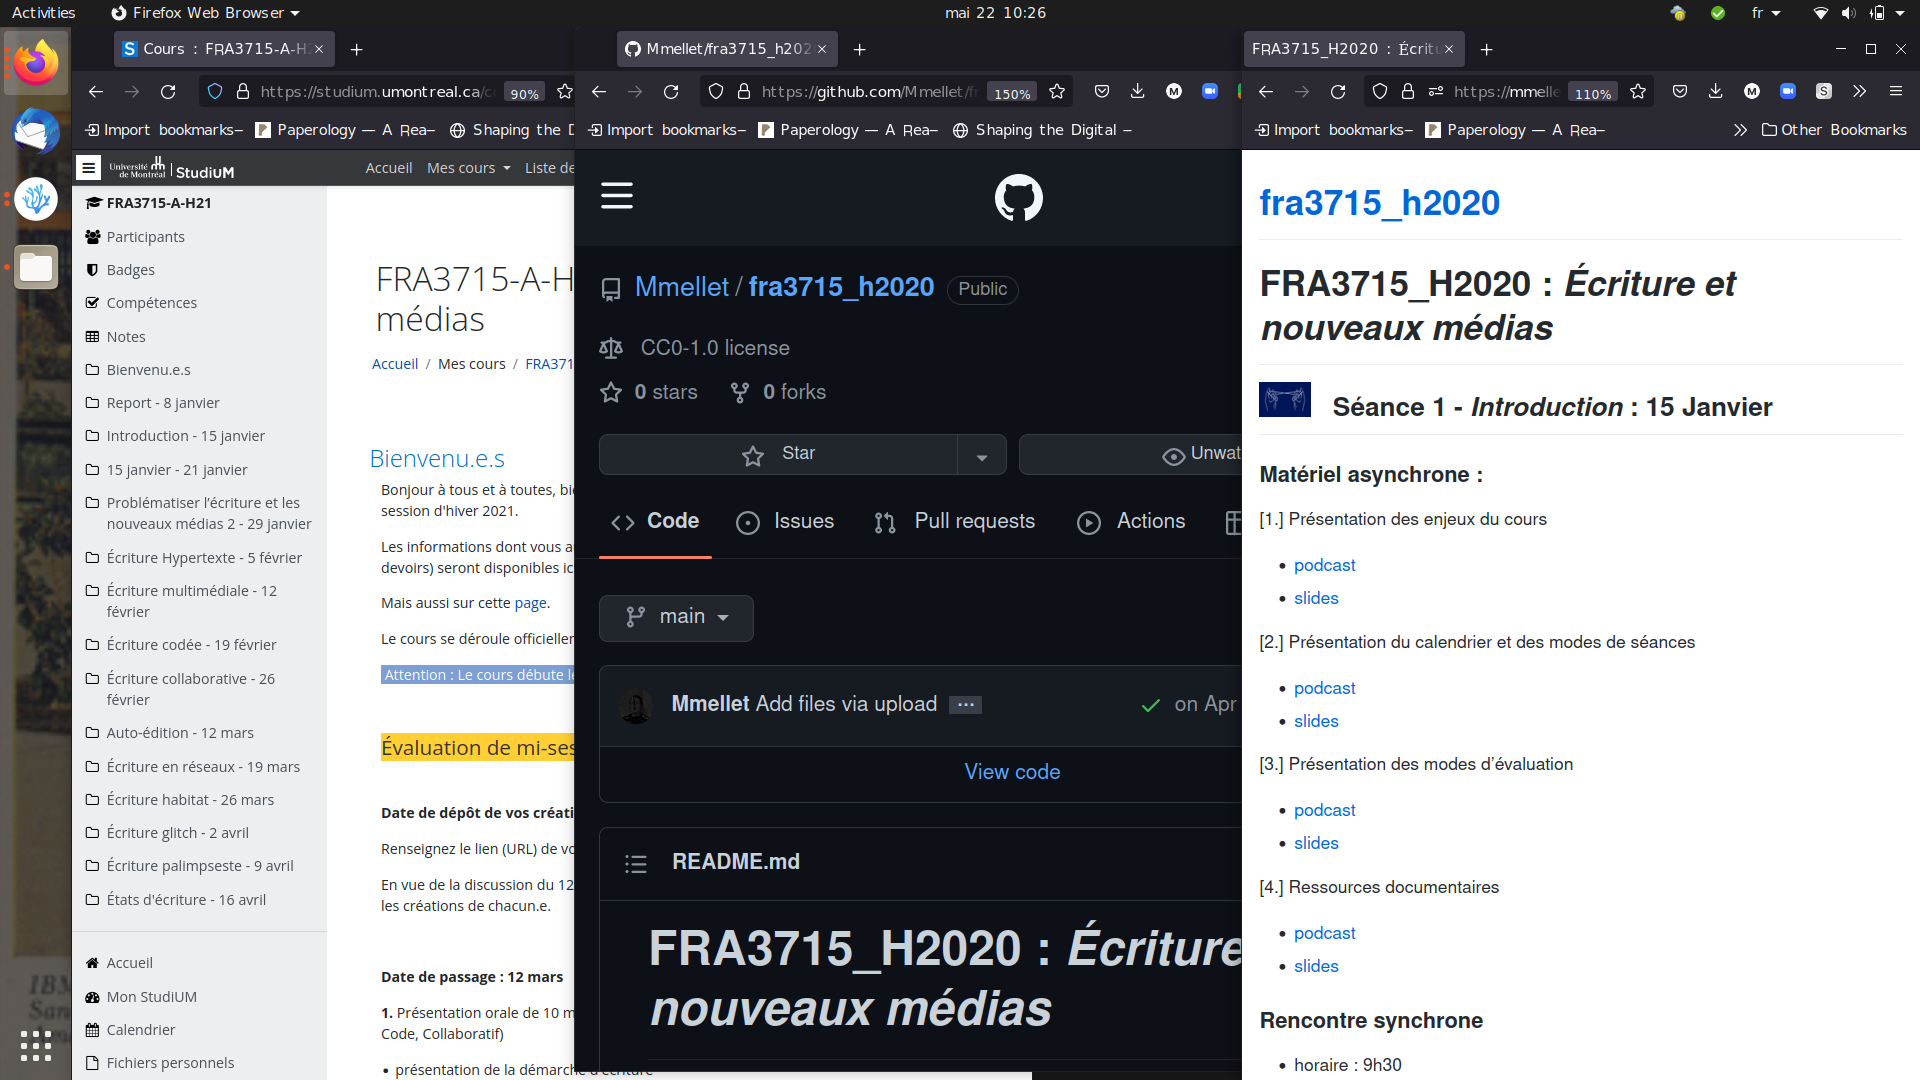 Activities
Firefox Web Browser
mai 22 10:26
fr
Cours : FRA3715-A-H
https://studium.umontreal.ca/c
90%
Import bookmarks—
Paperology — A Rea—
Shaping the D
Université de Montréal
StudiUM
Accueil
Mes cours
Liste de
FRA3715-A-H21
Participants
Badges
Compétences
Notes
Bienvenu.e.s
Report - 8 janvier
Introduction - 15 janvier
15 janvier - 21 janvier
Problématiser l’écriture et les
nouveaux médias 2 - 29 janvier
Écriture Hypertexte - 5 février
Écriture multimédiale - 12
février
Écriture codée - 19 février
Écriture collaborative - 26
février
Auto-édition - 12 mars
Écriture en réseaux - 19 mars
Écriture habitat - 26 mars
Écriture glitch - 2 avril
Écriture palimpseste - 9 avril
États d'écriture - 16 avril
Accueil
Mon StudiUM
Calendrier
Fichiers personnels
FRA3715-A-H
médias
Accueil / Mes cours / FRA371
Bienvenu.e.s
Bonjour à tous et à toutes, bi
session d'hiver 2021.
Les informations dont vous a
devoirs) seront disponibles ic
Mais aussi sur cette page.
Le cours se déroule officieller
Attention : Le cours débute le
Évaluation de mi-ses
Date de dépôt de vos créati
Renseignez le lien (URL) de vo
En vue de la discussion du 12
les créations de chacun.e.
Date de passage : 12 mars
1. Présentation orale de 10 m
Code, Collaboratif)
• présentation de la démarche d'écriture
Mmellet/fra3715_h202
https://github.com/Mmellet/fr
150%
Import bookmarks—
Paperology — A Rea—
Shaping the Digital —
Mmellet / fra3715_h2020
Public
CC0-1.0 license
0 stars
0 forks
Star
Unwat
Code
Issues
Pull requests
Actions
main
Mmellet Add files via upload
on Apr
View code
README.md
FRA3715_H2020 : Écriture
nouveaux médias
FRA3715_H2020 : Écritu
https://mmelle
110%
Import bookmarks—
Paperology — A Rea—
Other Bookmarks
fra3715_h2020
FRA3715_H2020 : Écriture et
nouveaux médias
Séance 1 - Introduction : 15 Janvier
Matériel asynchrone :
[1.] Présentation des enjeux du cours
• podcast
• slides
[2.] Présentation du calendrier et des modes de séances
• podcast
• slides
[3.] Présentation des modes d’évaluation
• podcast
• slides
[4.] Ressources documentaires
• podcast
• slides
Rencontre synchrone
• horaire : 9h30
IBM